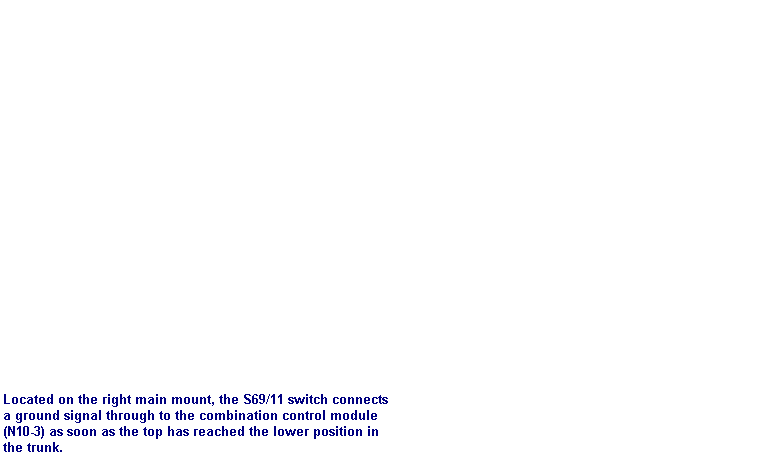 Located on the right main mount, the S69/11 switch connects
a ground signal through to the combination control module
(N10-3) as soon as the top has reached the lower position in
the trunk.